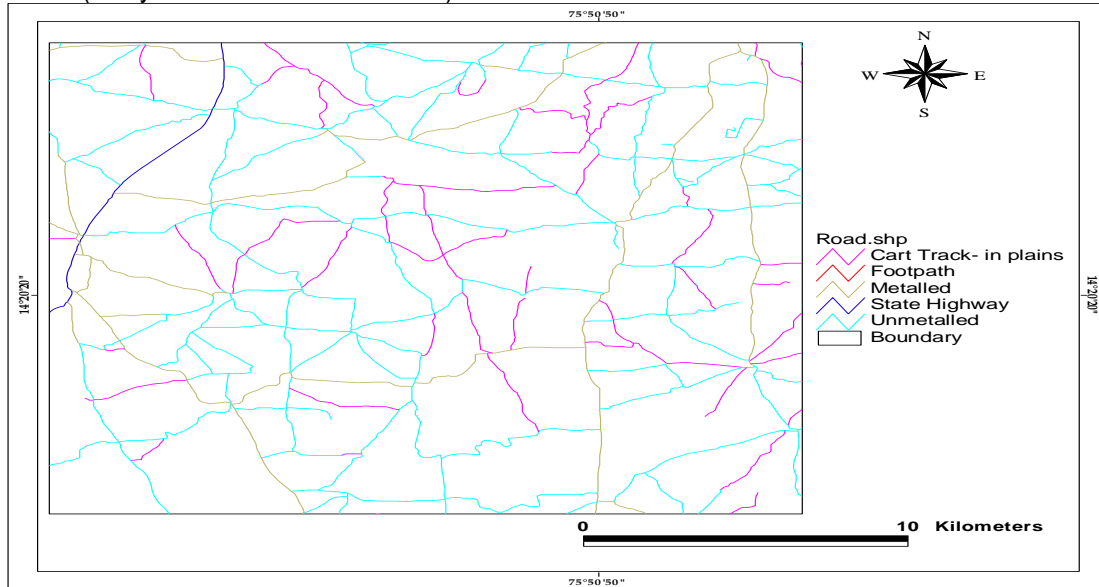 75°50'50"
N
W E
S
14°20'20"
14°20'20"
Road.shp
Cart Track- in plains
Footpath
Metalled
State Highway
Unmetalled
Boundary
0 10 Kilometers
75°50'50"